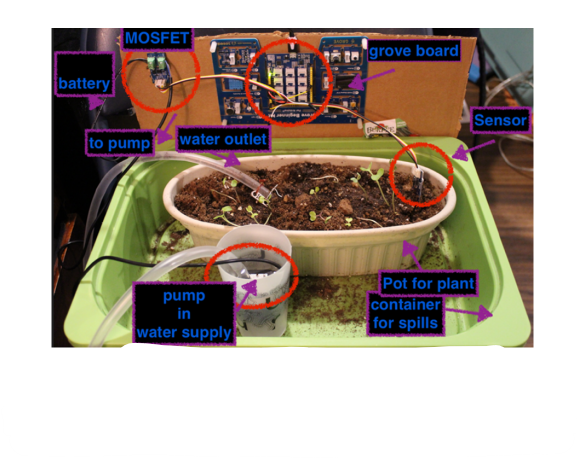 MOSFET
grove board
battery
Sensor
to pump
water outlet
Pot for plant
pump
in
water supply
container
for spills